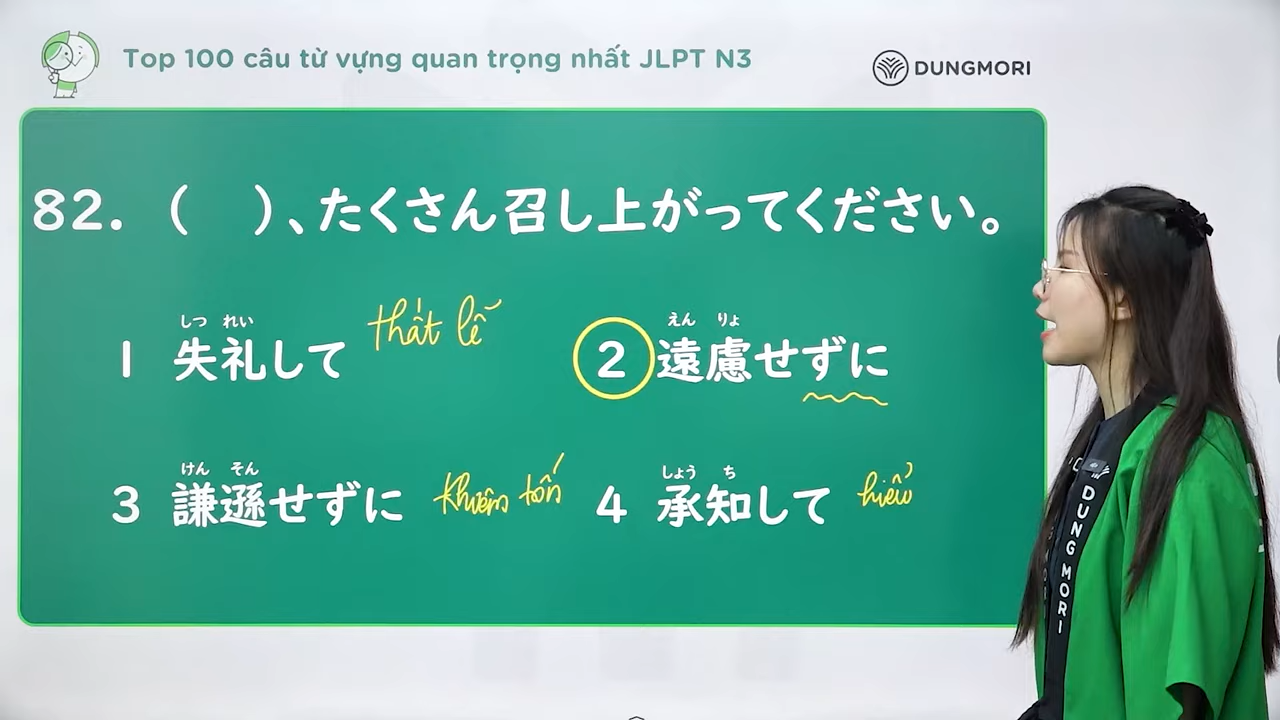 Top 100 câu từ vựng quan trọng nhất JLPT N3
DUNGMORI
82. (　)、たくさん召し上がってください。
しつ れい
1 失礼して thất lễ
えん りょ
2 遠慮せずに
けん そん
3 謙遜せずに khiêm tốn
しょう ち
4 承知して hiểu
DUNG MORI